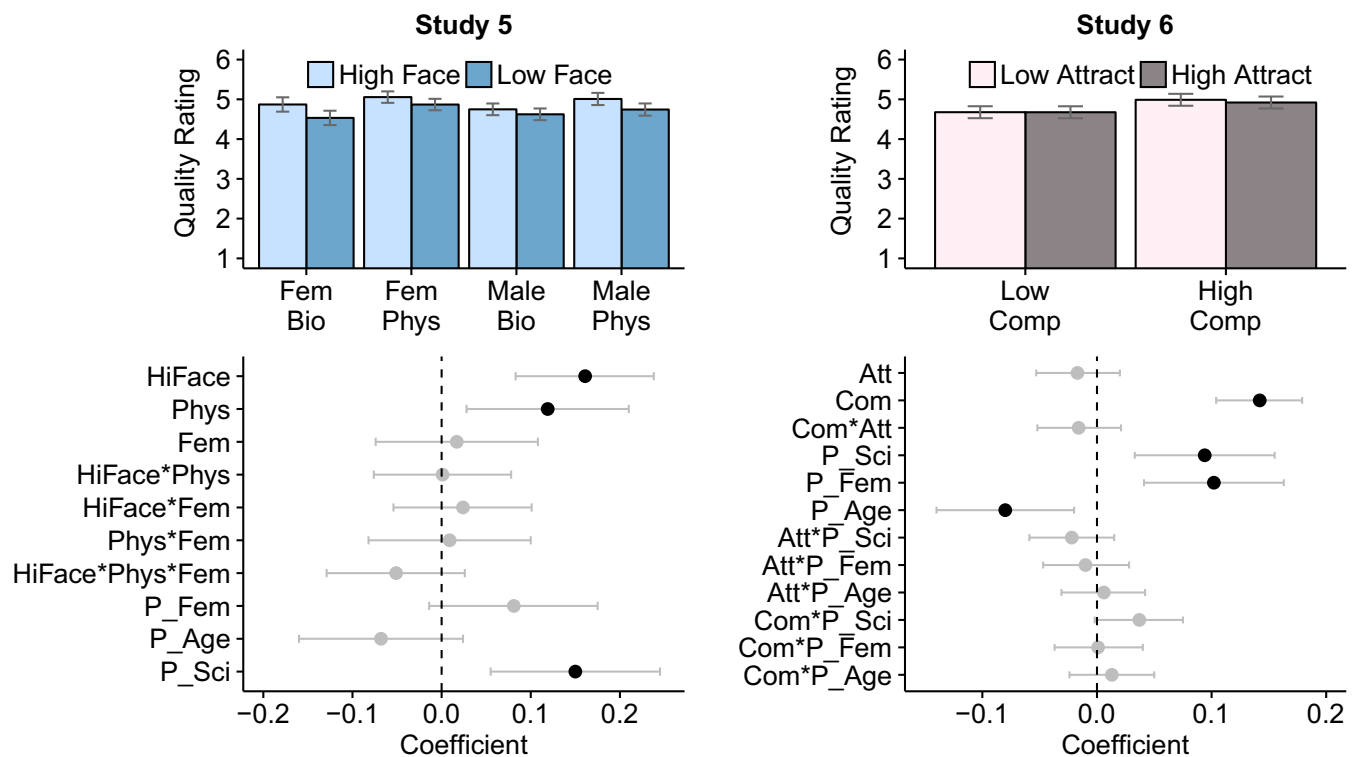 Study 5
High Face Low Face
Quality Rating
6
5
4
3
2
1
Fem Bio
Fem Phys
Male Bio
Male Phys
HiFace
Phys
Fem
HiFace*Phys
HiFace*Fem
Phys*Fem
HiFace*Phys*Fem
P_Fem
P_Age
P_Sci
−0.2 −0.1 0.0 0.1 0.2
Coefficient
Study 6
Low Attract High Attract
Quality Rating
6
5
4
3
2
1
Low Comp
High Comp
Att
Com
Com*Att
P_Sci
P_Fem
P_Age
Att*P_Sci
Att*P_Fem
Att*P_Age
Com*P_Sci
Com*P_Fem
Com*P_Age
−0.1 0.0 0.1 0.2
Coefficient